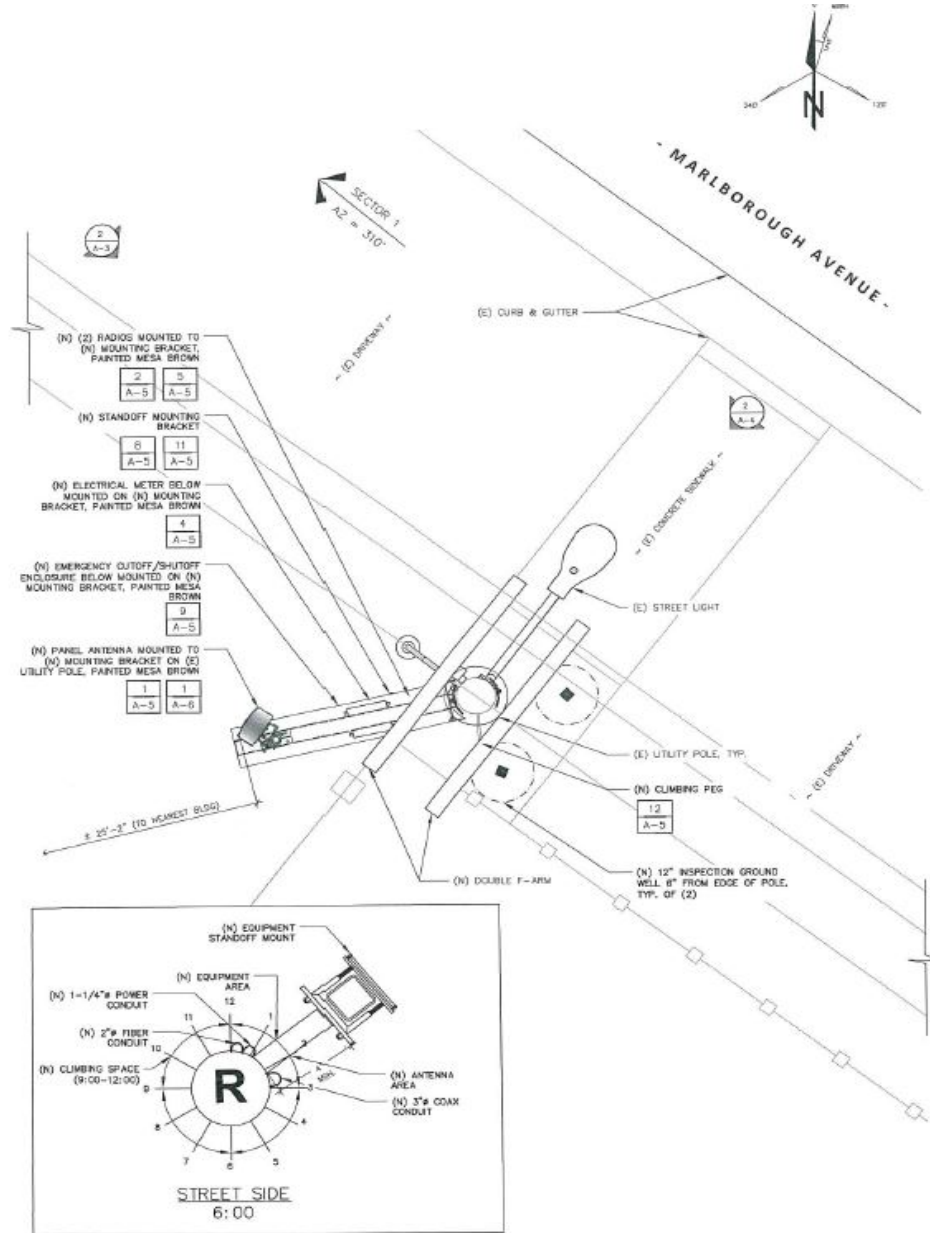 NORTH
240°
120°
N
- MARLBOROUGH AVENUE -
SECTOR 1
AZ = 310°
2
A-3
(E) CURB & GUTTER
~ (E) DRIVEWAY ~
(N) (2) RADIOS MOUNTED TO
(N) MOUNTING BRACKET,
PAINTED MESA BROWN
2 5
A-5 A-5
(N) STANDOFF MOUNTING
BRACKET
8 11
A-5 A-5
(N) ELECTRICAL METER BELOW
MOUNTED ON (N) MOUNTING
BRACKET, PAINTED MESA BROWN
4
A-5
(N) EMERGENCY CUTOFF/SHUTOFF
ENCLOSURE BELOW MOUNTED ON (N)
MOUNTING BRACKET, PAINTED MESA
BROWN
9
A-5
(N) PANEL ANTENNA MOUNTED TO
(N) MOUNTING BRACKET ON (E)
UTILITY POLE, PAINTED MESA BROWN
1 1
A-5 A-6
2
A-4
~ (E) CONCRETE SIDEWALK ~
(E) STREET LIGHT
(E) UTILITY POLE, TYP.
~ (E) DRIVEWAY ~
(N) CLIMBING PEG
12
A-5
± 25'-2" (TO NEAREST BLDG)
(N) DOUBLE F-ARM
(N) 12" INSPECTION GROUND
WELL 6" FROM EDGE OF POLE,
TYP. OF (2)
(N) EQUIPMENT
STANDOFF MOUNT
(N) EQUIPMENT
AREA
(N) 1-1/4"ø POWER
CONDUIT
(N) 2"ø FIBER
CONDUIT
(N) CLIMBING SPACE
(9:00-12:00)
12
1
2
3
4
5
6
7
8
9
10
11
R
4" MIN
(N) ANTENNA
AREA
(N) 3"ø COAX
CONDUIT
STREET SIDE
6:00